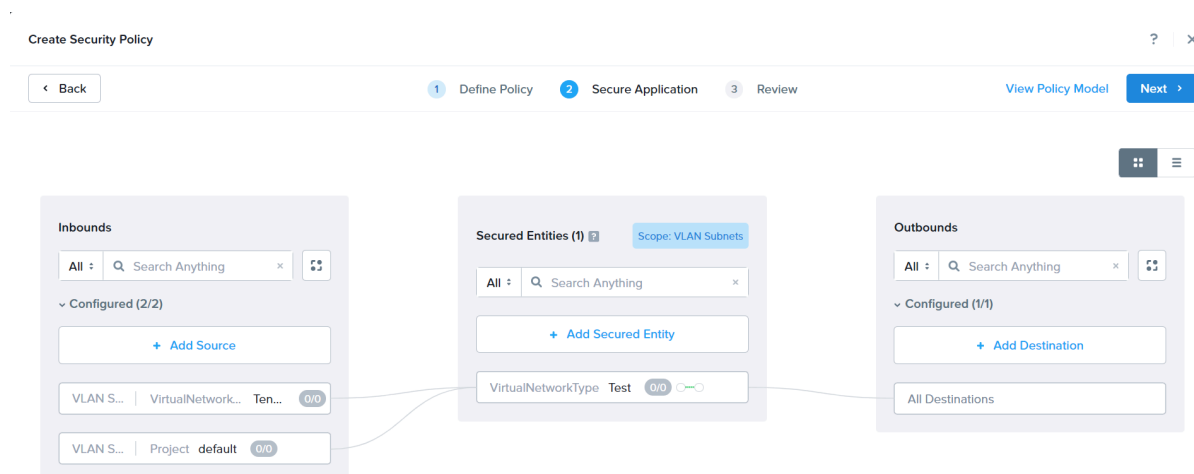 Create Security Policy ?
Back 1 Define Policy 2 Secure Application 3 Review View Policy Model Next
Inbounds
All Search Anything
Configured (2/2)
+ Add Source
VLAN S... VirtualNetwork... Ten... 0/0
VLAN S... Project default 0/0
Secured Entities (1) ? Scope: VLAN Subnets
All Search Anything
+ Add Secured Entity
VirtualNetworkType Test 0/0
Outbounds
All Search Anything
Configured (1/1)
+ Add Destination
All Destinations